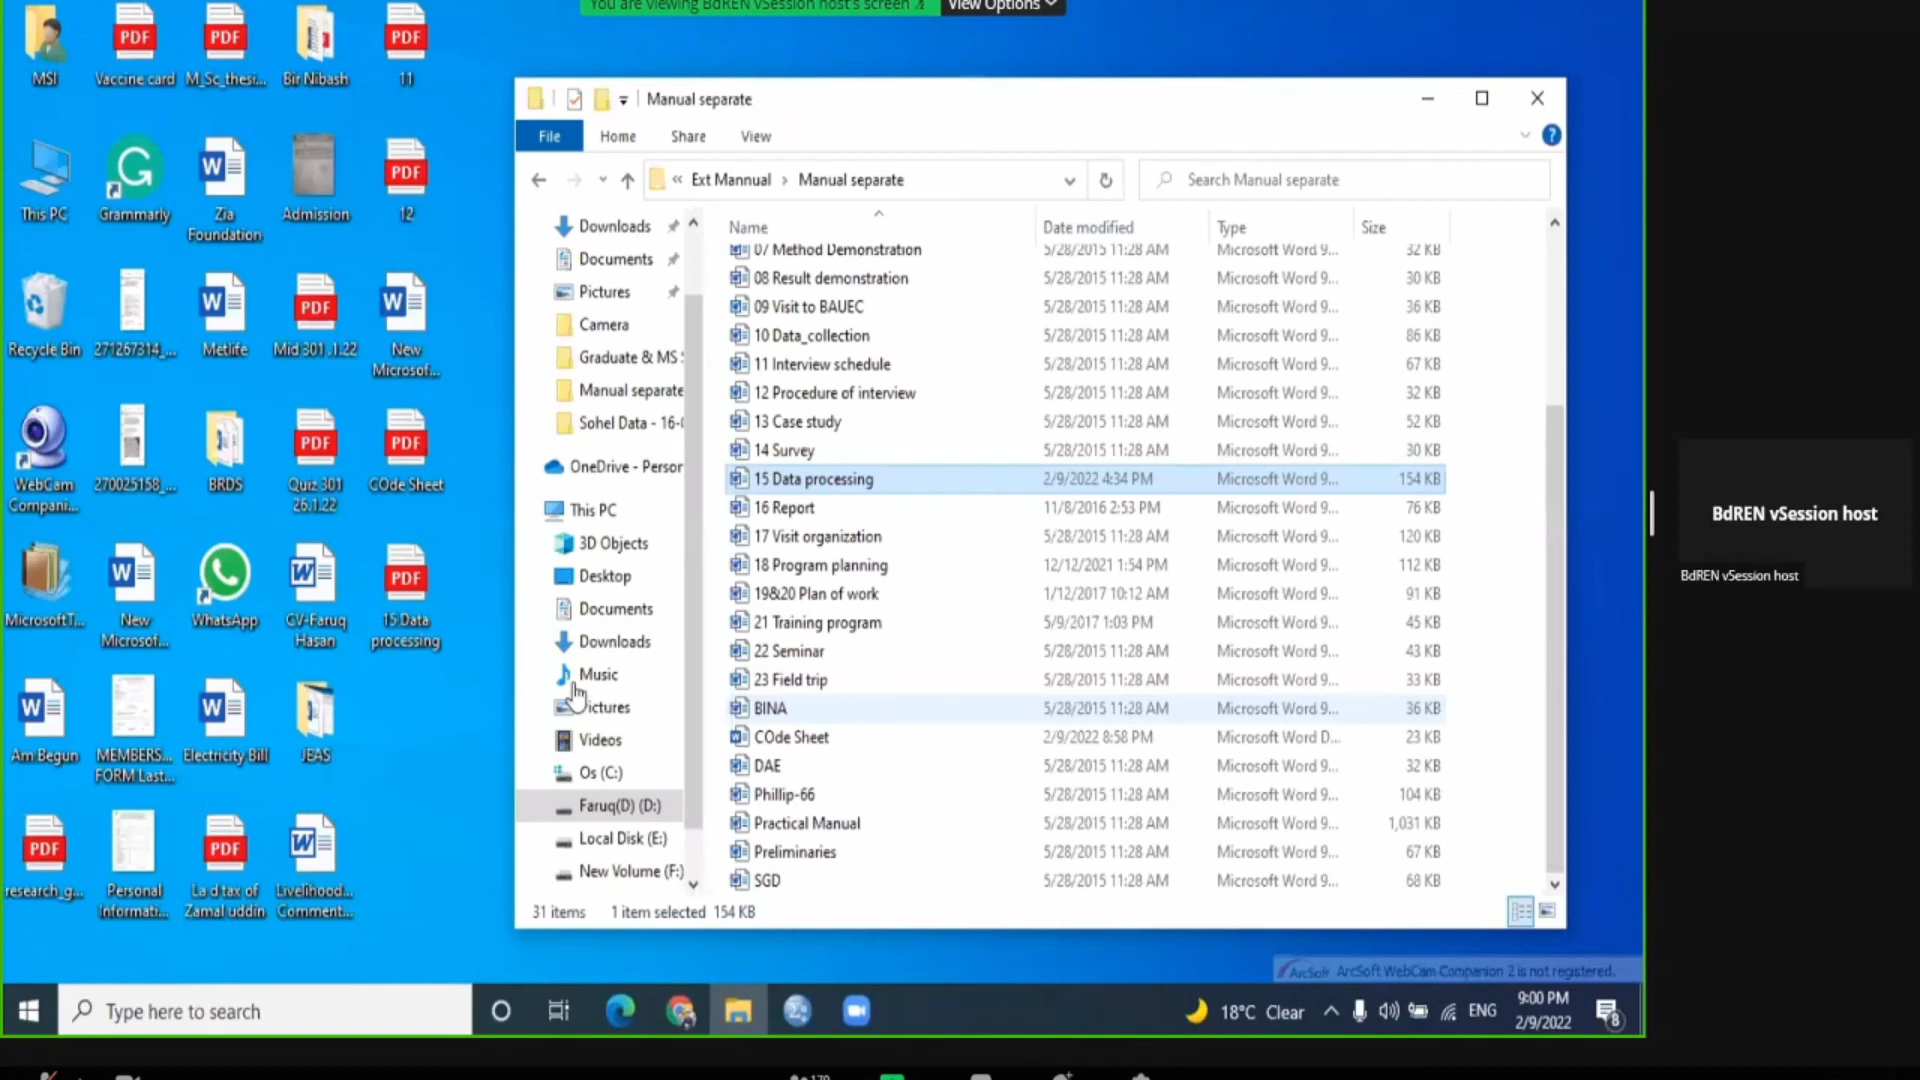 You are viewing BdREN vSession host's screen
View Options
MSI
Vaccine card
M_Sc_thesi...
Bir Nibash
11
This PC
Grammarly
Zia
Foundation
Admission
12
Recycle Bin
271267314_...
Metlife
Mid 301 .1.22
New
Microsof...
WebCam
Compani...
270025158_...
BRDS
Quiz 301
26.1.22
COde Sheet
MicrosoftT...
New
Microsof...
WhatsApp
CV-Faruq
Hasan
15 Data
processing
Am Begun
MEMBERS...
FORM Last...
Electricity Bill
JEAS
research_g...
Personal
Informati...
La d tax of
Zamal uddin
Livelihood...
Comment...
Manual separate
File
Home
Share
View
« Ext Mannual › Manual separate
Search Manual separate
Downloads
Documents
Pictures
Camera
Graduate & MS
Manual separate
Sohel Data - 16-
OneDrive - Person
This PC
3D Objects
Desktop
Documents
Downloads
Music
Pictures
Videos
Os (C:)
Faruq(D) (D:)
Local Disk (E:)
New Volume (F:)
Name Date modified Type Size
07 Method Demonstration 5/28/2015 11:28 AM Microsoft Word 9... 32 KB
08 Result demonstration 5/28/2015 11:28 AM Microsoft Word 9... 30 KB
09 Visit to BAUEC 5/28/2015 11:28 AM Microsoft Word 9... 36 KB
10 Data_collection 5/28/2015 11:28 AM Microsoft Word 9... 86 KB
11 Interview schedule 5/28/2015 11:28 AM Microsoft Word 9... 67 KB
12 Procedure of interview 5/28/2015 11:28 AM Microsoft Word 9... 32 KB
13 Case study 5/28/2015 11:28 AM Microsoft Word 9... 52 KB
14 Survey 5/28/2015 11:28 AM Microsoft Word 9... 30 KB
15 Data processing 2/9/2022 4:34 PM Microsoft Word 9... 154 KB
16 Report 11/8/2016 2:53 PM Microsoft Word 9... 76 KB
17 Visit organization 5/28/2015 11:28 AM Microsoft Word 9... 120 KB
18 Program planning 12/12/2021 1:54 PM Microsoft Word 9... 112 KB
19&20 Plan of work 1/12/2017 10:12 AM Microsoft Word 9... 91 KB
21 Training program 5/9/2017 1:03 PM Microsoft Word 9... 45 KB
22 Seminar 5/28/2015 11:28 AM Microsoft Word 9... 43 KB
23 Field trip 5/28/2015 11:28 AM Microsoft Word 9... 33 KB
BINA 5/28/2015 11:28 AM Microsoft Word 9... 36 KB
COde Sheet 2/9/2022 8:58 PM Microsoft Word D... 23 KB
DAE 5/28/2015 11:28 AM Microsoft Word 9... 32 KB
Phillip-66 5/28/2015 11:28 AM Microsoft Word 9... 104 KB
Practical Manual 5/28/2015 11:28 AM Microsoft Word 9... 1,031 KB
Preliminaries 5/28/2015 11:28 AM Microsoft Word 9... 67 KB
SGD 5/28/2015 11:28 AM Microsoft Word 9... 68 KB
31 items 1 item selected 154 KB
ArcSoft ArcSoft WebCam Companion 2 is not registered.
Type here to search
18°C Clear
ENG
9:00 PM
2/9/2022
8
BdREN vSession host
BdREN vSession host